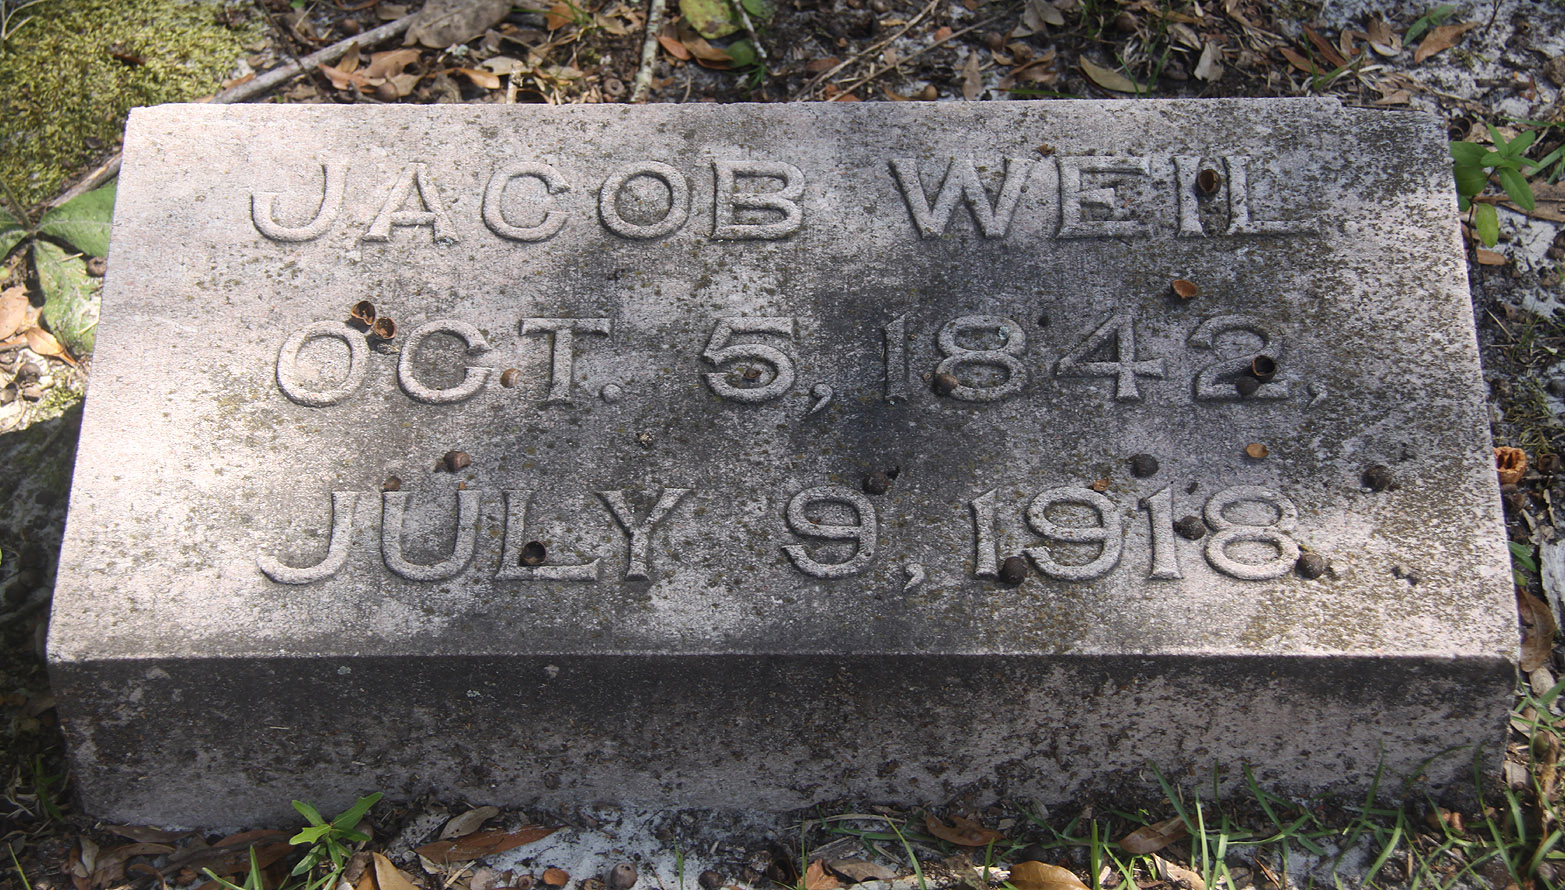 JACOB WEIL
OCT. 5, 1842,
JULY 9, 1918